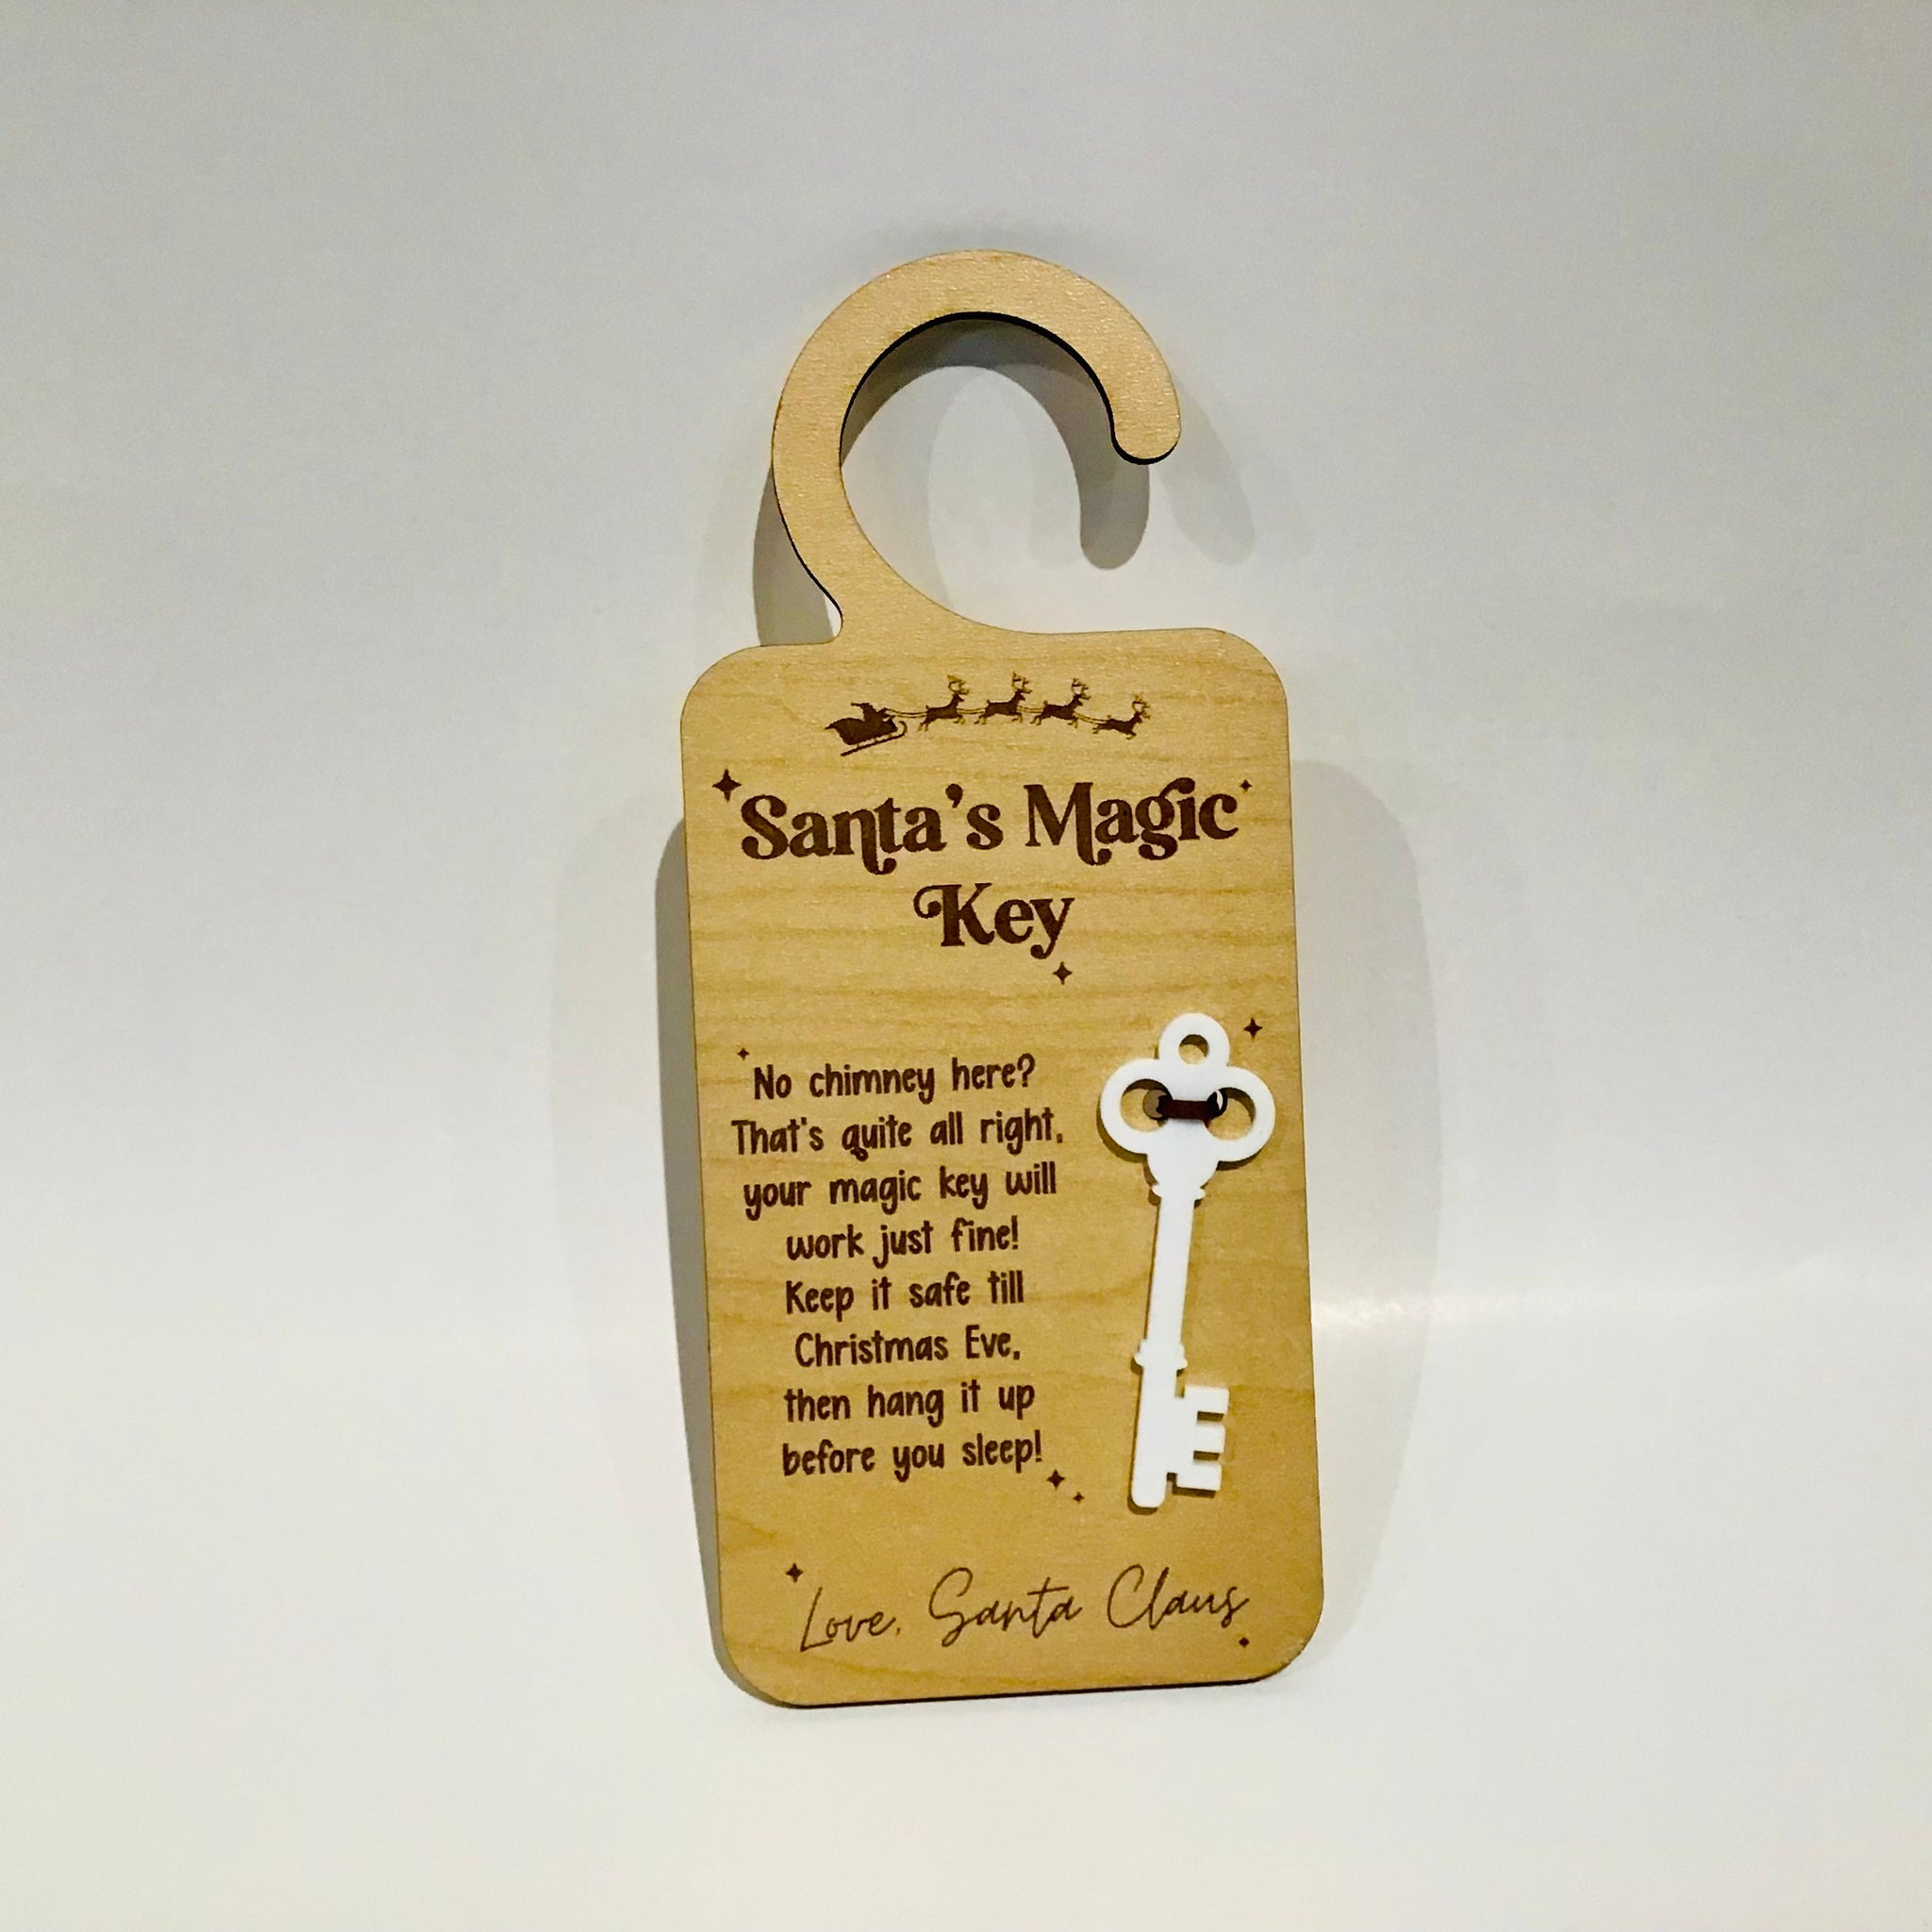 Santa's Magic
Key
No chimney here?
That's quite all right,
your magic key will
work just fine!
Keep it safe till
Christmas Eve,
then hang it up
before you sleep!
Love, Santa Claus